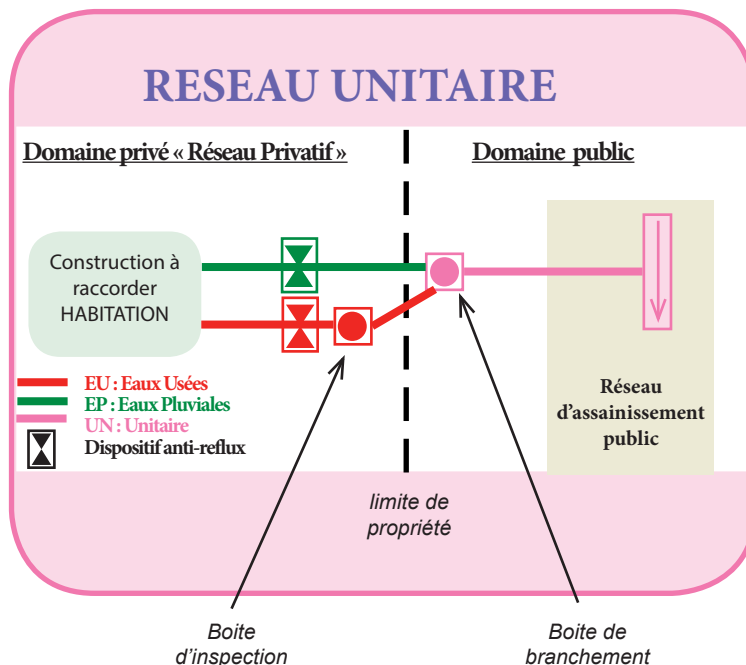 RESEAU UNITAIRE
Domaine privé « Réseau Privatif »
Domaine public
Construction à
raccorder
HABITATION
EU : Eaux Usées
EP : Eaux Pluviales
UN : Unitaire
Dispositif anti-reflux
Réseau
d'assainissement
public
limite de
propriété
Boite
d'inspection
Boite de
branchement